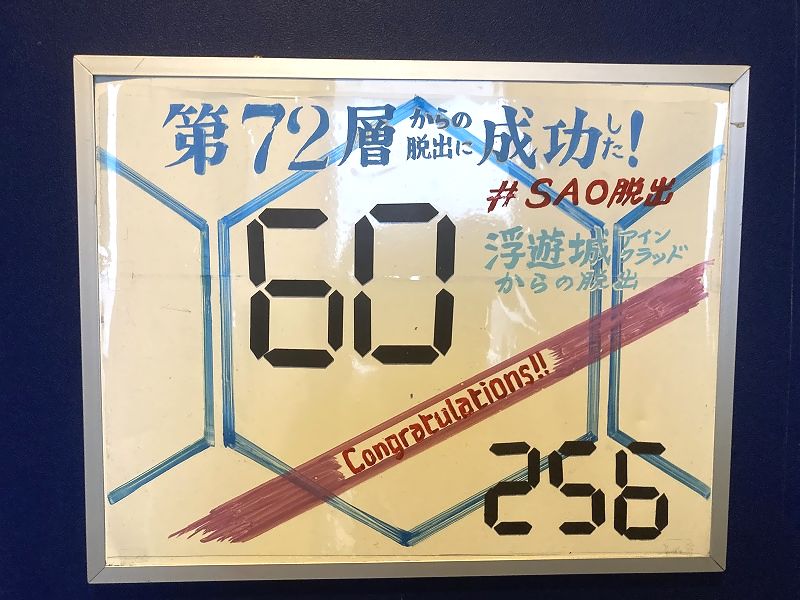 第72層からの脱出に成功した!
#SAO脱出
60
浮遊城アインクラッド
からの脱出
Congratulations!!
256